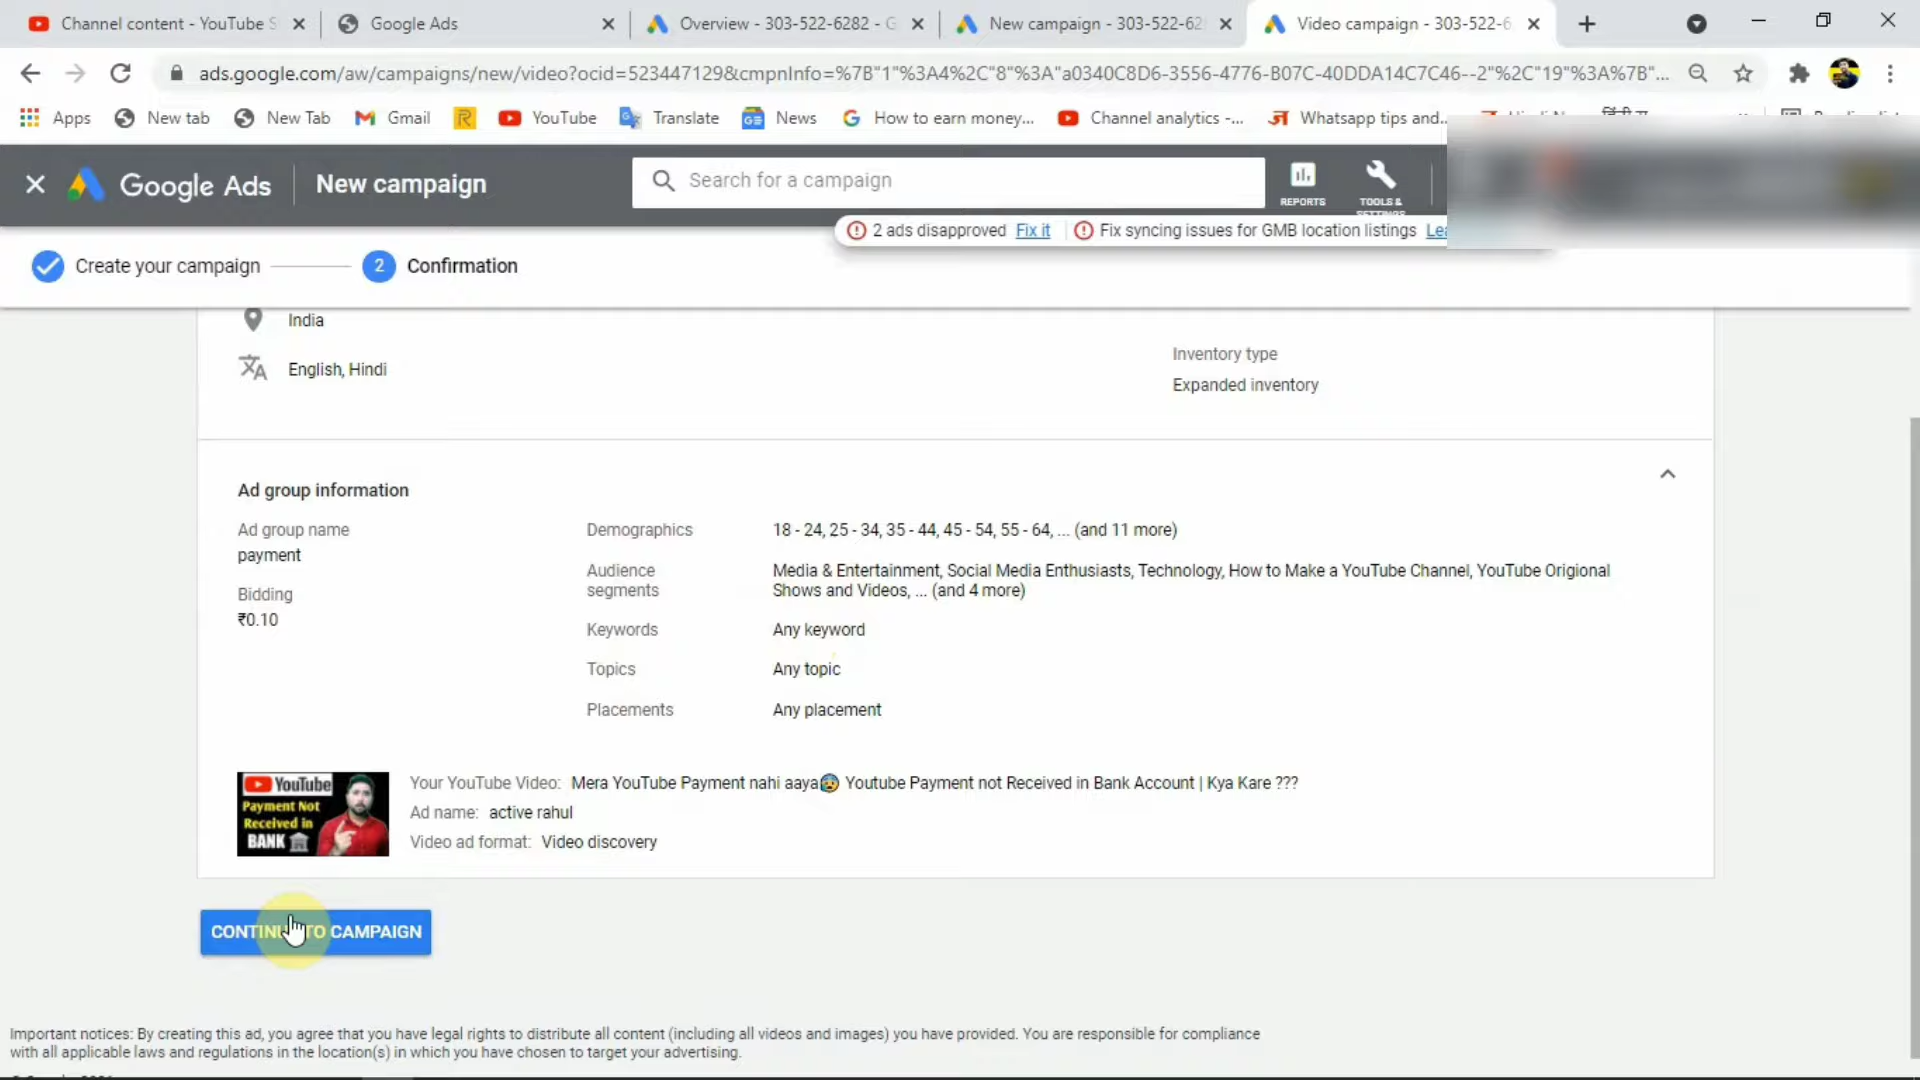 Channel content - YouTube S
Google Ads
Overview - 303-522-6282 - G
New campaign - 303-522-62
Video campaign - 303-522-6
ads.google.com/aw/campaigns/new/video?ocid=523447129&cmpnInfo=%7B"1"%3A4%2C"8"%3A"a0340C8D6-3556-4776-B07C-40DDA14C7C46--2"%2C"19"%3A%7B"...
Apps
New tab
New Tab
Gmail
YouTube
Translate
News
How to earn money...
Channel analytics -...
Whatsapp tips and...
Google Ads
New campaign
Search for a campaign
REPORTS
TOOLS &
SETTINGS
2 ads disapproved Fix it
Fix syncing issues for GMB location listings Lea
Create your campaign
2 Confirmation
India
English, Hindi
Inventory type
Expanded inventory
Ad group information
Ad group name
payment
Bidding
₹0.10
Demographics 18 - 24, 25 - 34, 35 - 44, 45 - 54, 55 - 64, ... (and 11 more)
Audience segments Media & Entertainment, Social Media Enthusiasts, Technology, How to Make a YouTube Channel, YouTube Origional
Shows and Videos, ... (and 4 more)
Keywords Any keyword
Topics Any topic
Placements Any placement
YouTube
Payment Not
Received in
BANK
Your YouTube Video: Mera YouTube Payment nahi aaya😰 Youtube Payment not Received in Bank Account | Kya Kare ???
Ad name: active rahul
Video ad format: Video discovery
CONTINUE TO CAMPAIGN
Important notices: By creating this ad, you agree that you have legal rights to distribute all content (including all videos and images) you have provided. You are responsible for compliance
with all applicable laws and regulations in the location(s) in which you have chosen to target your advertising.